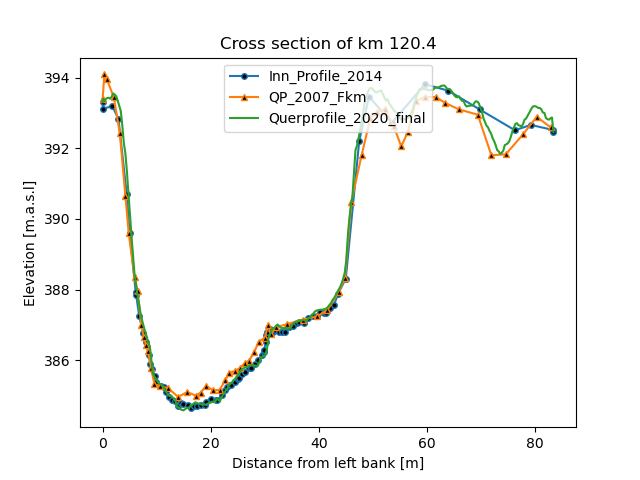 Cross section of km 120.4
Inn_Profile_2014
QP_2007_Fkm
Querprofile_2020_final
Elevation [m.a.s.l]
394
392
390
388
386
0 20 40 60 80
Distance from left bank [m]